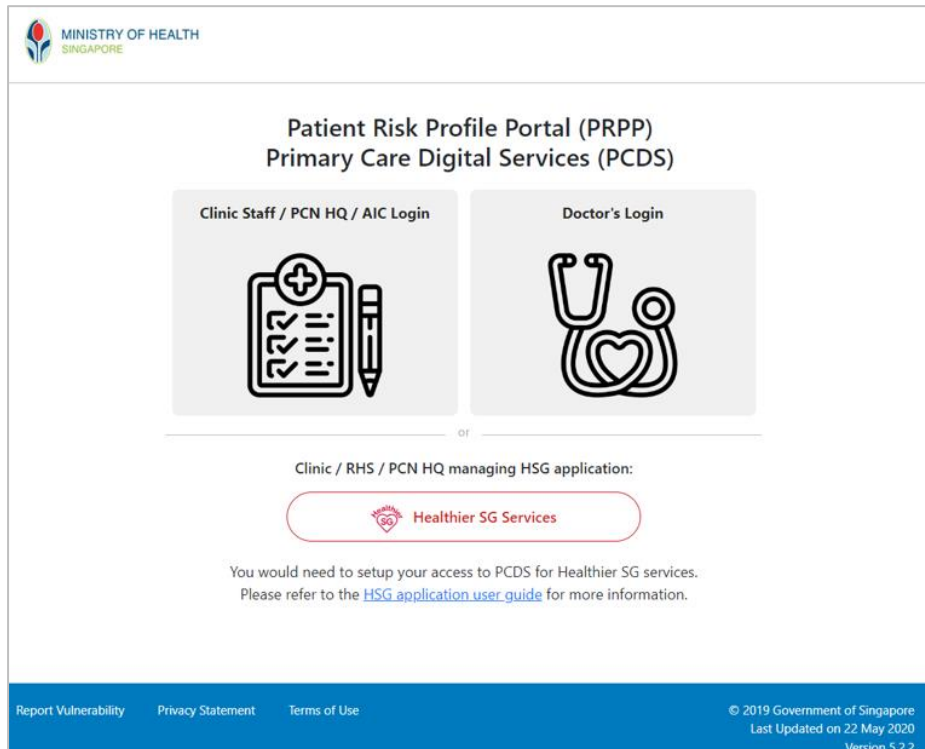 MINISTRY OF HEALTH
SINGAPORE
Patient Risk Profile Portal (PRPP)
Primary Care Digital Services (PCDS)
Clinic Staff / PCN HQ / AIC Login
Doctor's Login
or
Clinic / RHS / PCN HQ managing HSG application:
Healthier SG
Healthier SG Services
You would need to setup your access to PCDS for Healthier SG services.
Please refer to the HSG application user guide for more information.
Report Vulnerability
Privacy Statement
Terms of Use
© 2019 Government of Singapore
Last Updated on 22 May 2020
Version 5.2.2